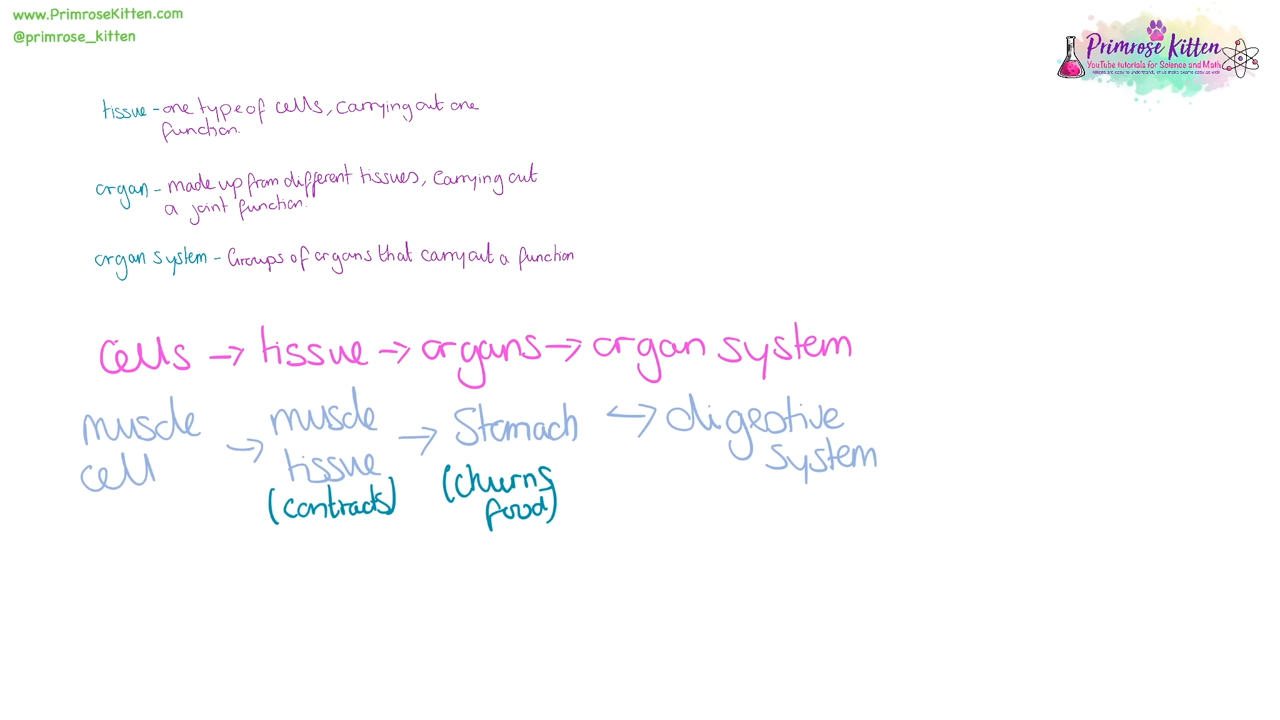 www.PrimroseKitten.com
@primrose_kitten
Primrose Kitten
YouTube tutorials for Science and Math
tissue - one type of cells, carrying out one
function.
organ - made up from different tissues, carrying out
a joint function.
organ system - Groups of organs that carry out a function
cells → tissue → organs → organ system
muscle → muscle → Stomach ↔ digestive
cell tissue system
(contracts) (churns
food)